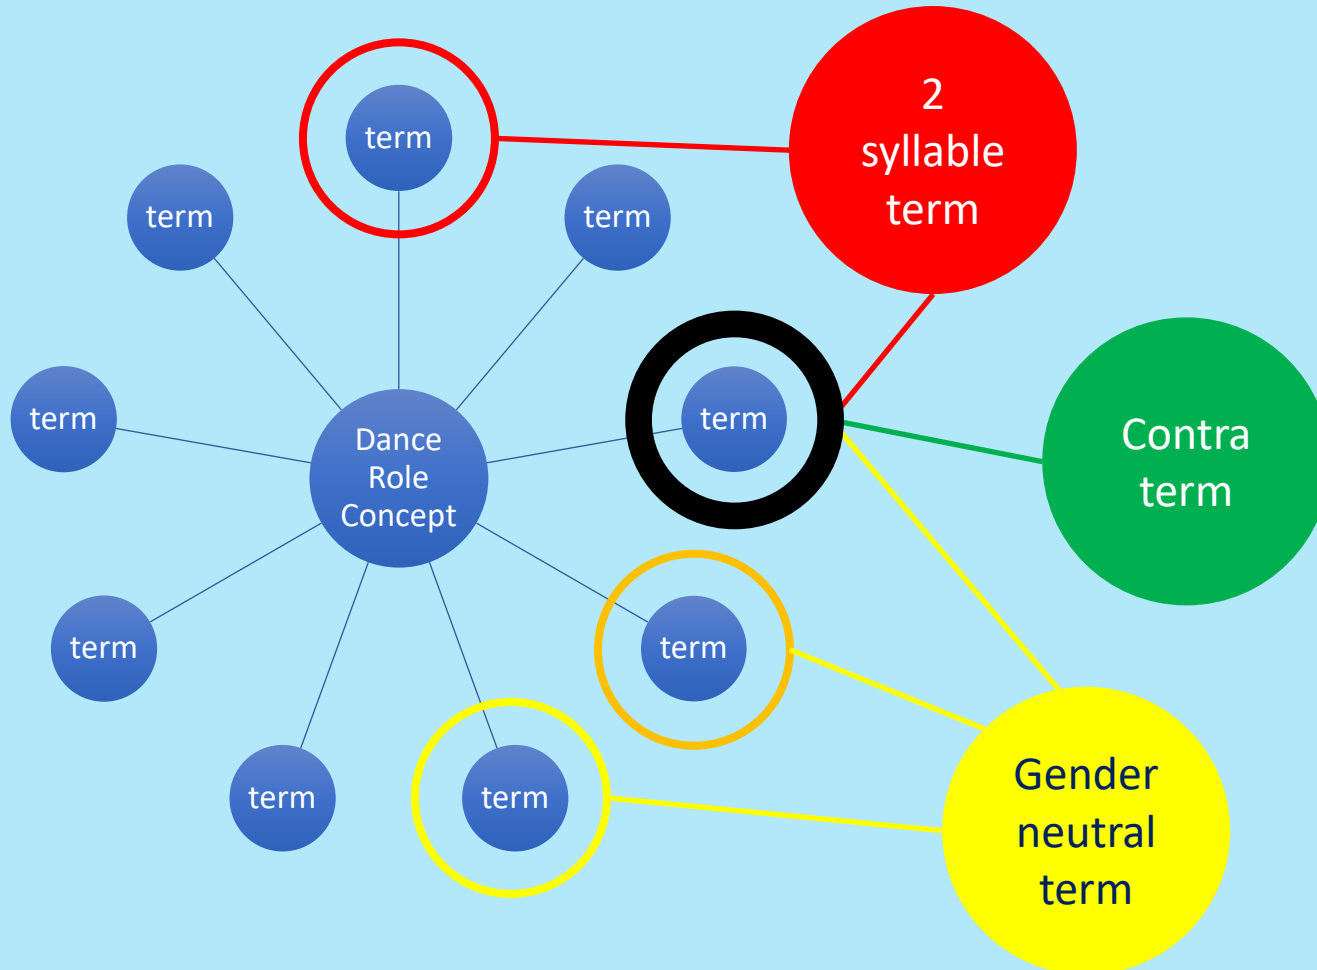 2
syllable
term
term
term
term
term
term
Contra
term
Dance
Role
Concept
term
term
Gender
neutral
term
term
term